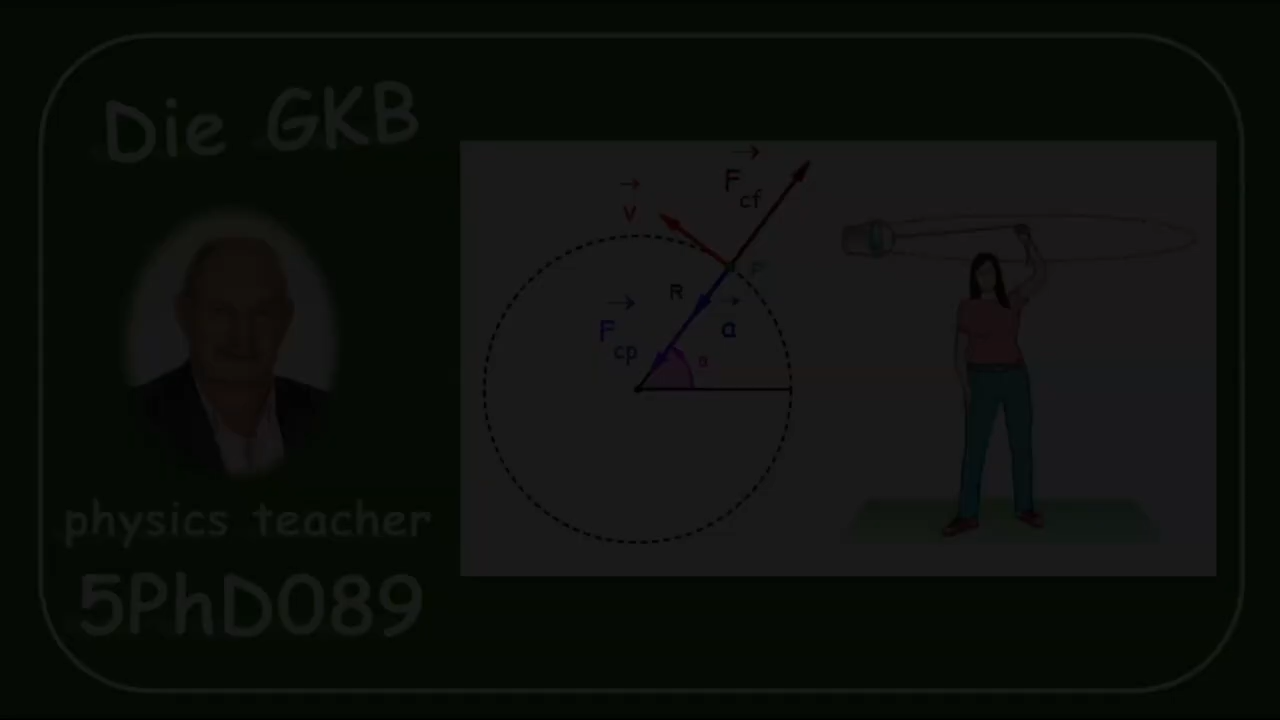 Die GKB
physics teacher
5PhD089
F cf
v
R
a
F cp
α